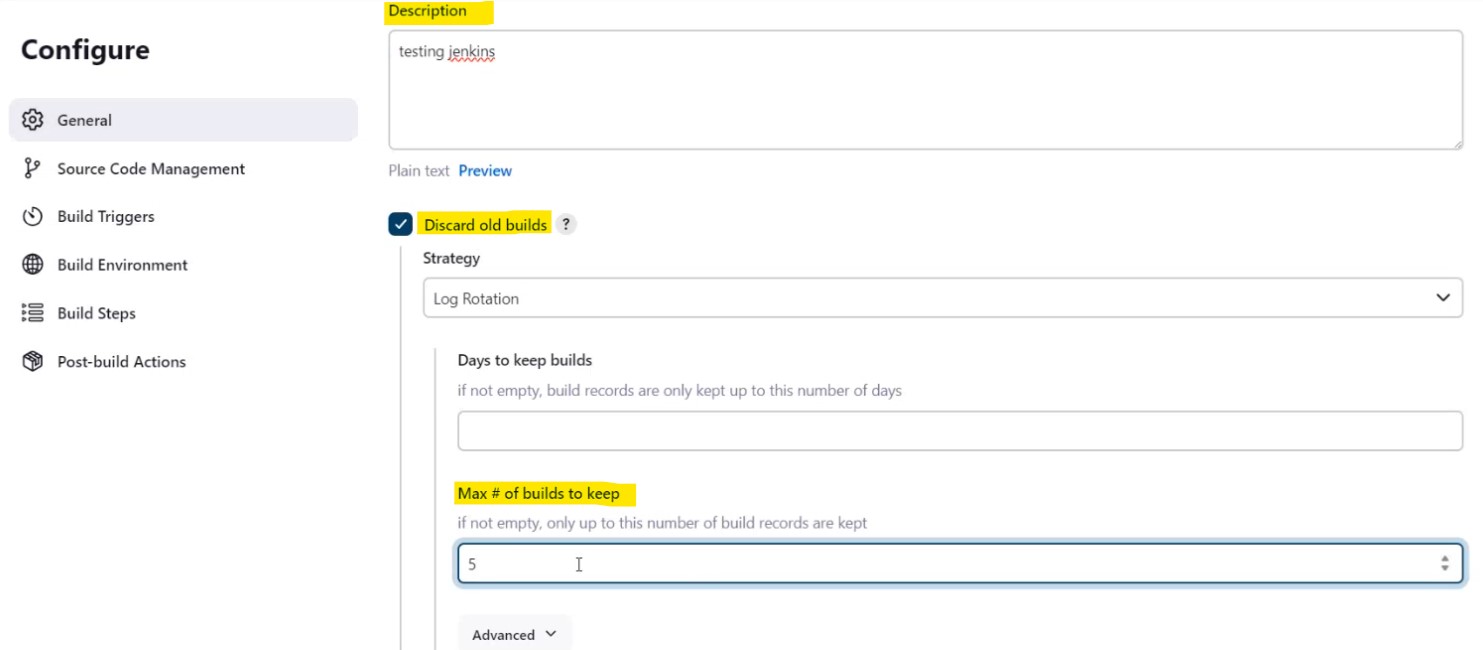 Configure
General
Source Code Management
Build Triggers
Build Environment
Build Steps
Post-build Actions
Description
testing jenkins
Plain text Preview
Discard old builds ?
Strategy
Log Rotation
Days to keep builds
if not empty, build records are only kept up to this number of days
Max # of builds to keep
if not empty, only up to this number of build records are kept
5
Advanced